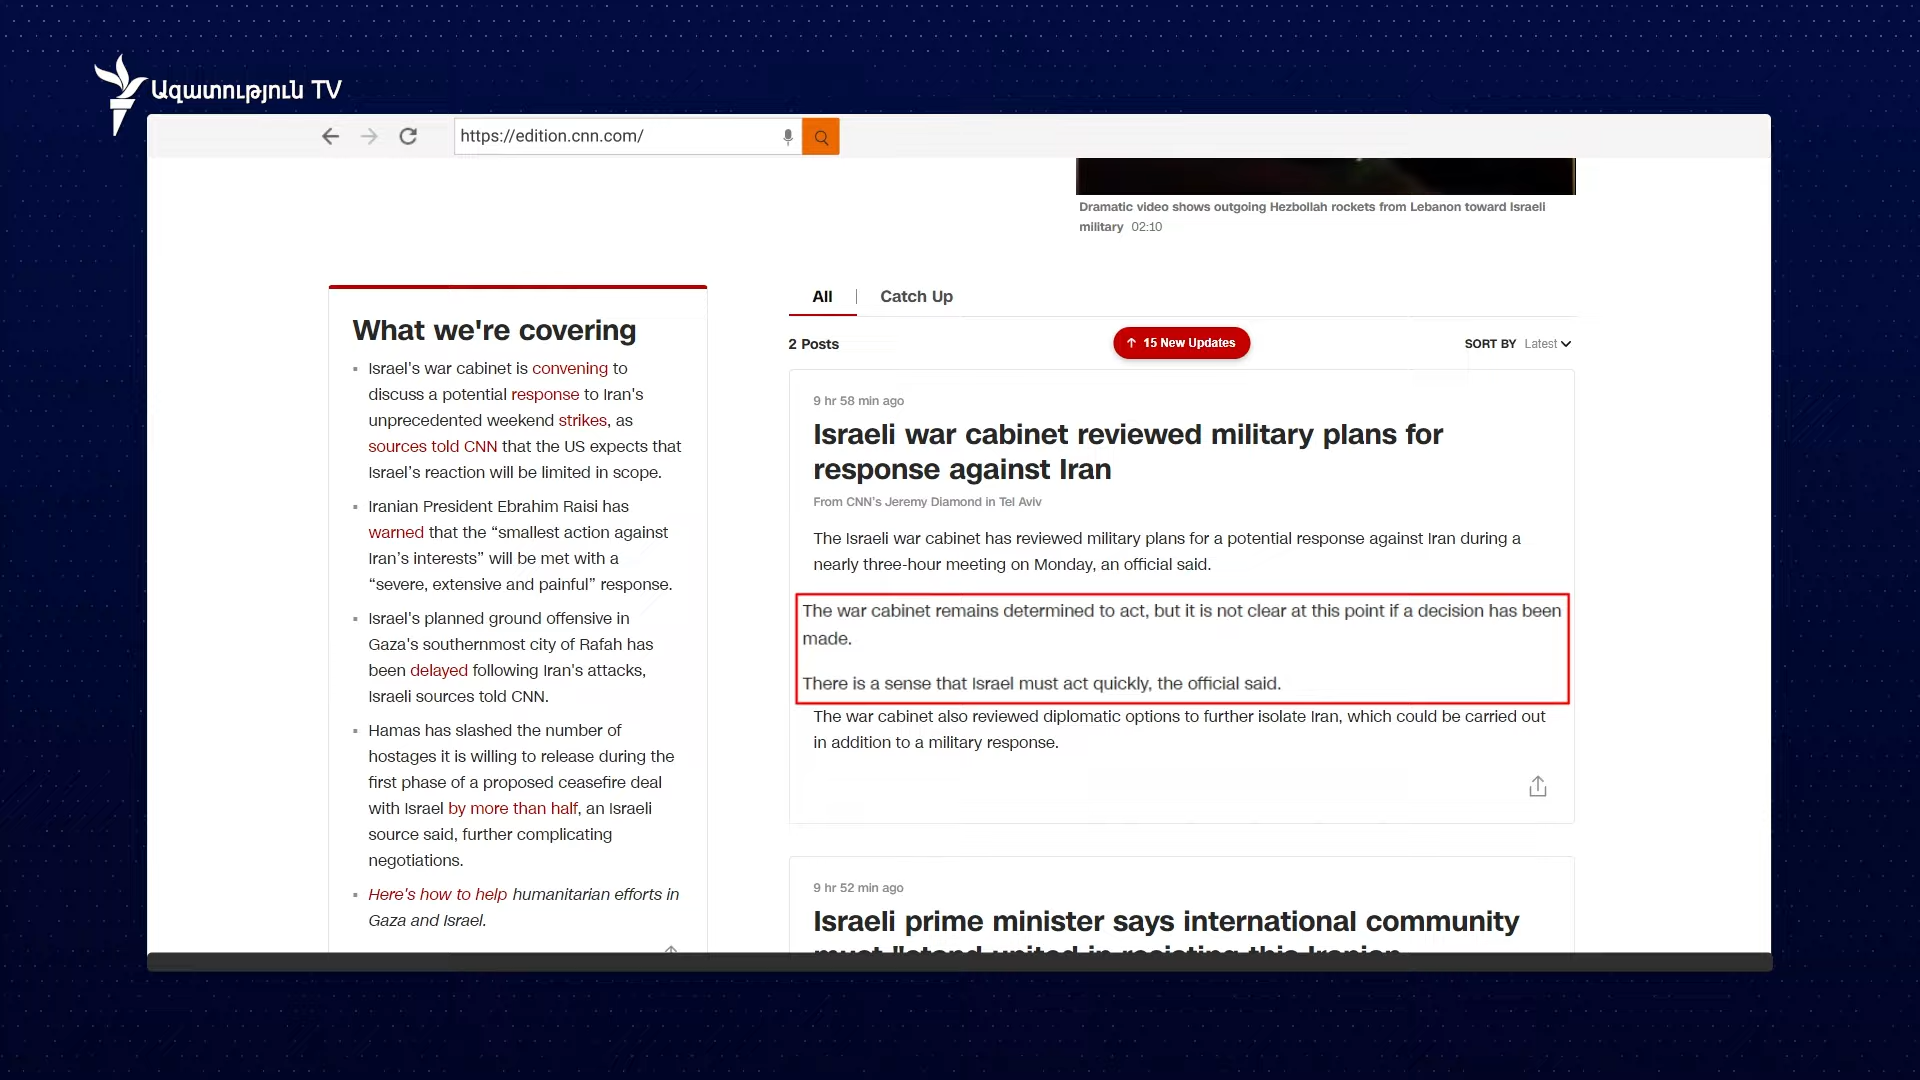 Ազատություն TV
https://edition.cnn.com/
Dramatic video shows outgoing Hezbollah rockets from Lebanon toward Israeli
military 02:10
What we're covering
Israel's war cabinet is convening to
discuss a potential response to Iran's
unprecedented weekend strikes, as
sources told CNN that the US expects that
Israel’s reaction will be limited in scope.
Iranian President Ebrahim Raisi has
warned that the “smallest action against
Iran’s interests” will be met with a
“severe, extensive and painful” response.
Israel's planned ground offensive in
Gaza's southernmost city of Rafah has
been delayed following Iran's attacks,
Israeli sources told CNN.
Hamas has slashed the number of
hostages it is willing to release during the
first phase of a proposed ceasefire deal
with Israel by more than half, an Israeli
source said, further complicating
negotiations.
Here's how to help humanitarian efforts in
Gaza and Israel.
All | Catch Up
2 Posts
15 New Updates
SORT BY Latest
9 hr 58 min ago
Israeli war cabinet reviewed military plans for
response against Iran
From CNN's Jeremy Diamond in Tel Aviv
The Israeli war cabinet has reviewed military plans for a potential response against Iran during a
nearly three-hour meeting on Monday, an official said.
The war cabinet remains determined to act, but it is not clear at this point if a decision has been
made.
There is a sense that Israel must act quickly, the official said.
The war cabinet also reviewed diplomatic options to further isolate Iran, which could be carried out
in addition to a military response.
9 hr 52 min ago
Israeli prime minister says international community
must "stand united in resisting this Iranian